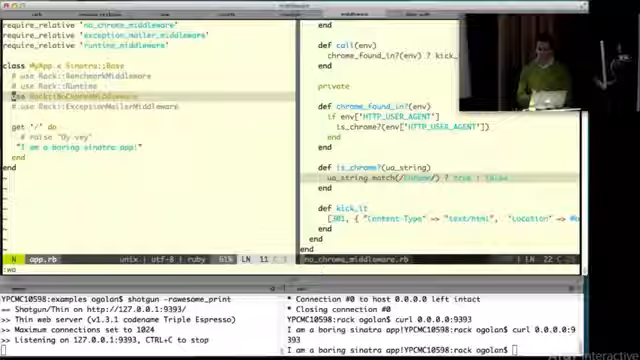 require_relative 'no_chrome_middleware'
require_relative 'exception_mailer_middleware'
require_relative 'runtime_middleware'
class MyApp < Sinatra::Base
# use Rack::BenchmarkMiddleware
# use Rack::Runtime
use Rack::NoChromeMiddleware
# use Rack::ExceptionMailerMiddleware
get "/" do
# raise "Oy vey"
"I am a boring sinatra app!"
end
end
N app.rb unix | utf-8 | ruby 61% LN 11
:wa
end
def call(env)
chrome_found_in?(env) ? kick_
end
private
def chrome_found_in?(env)
if env['HTTP_USER_AGENT']
is_chrome?(env['HTTP_USER_AGENT'])
end
end
def is_chrome?(ua_string)
ua_string.match(/Chrome/) ? true : false
end
def kick_it
[301, { "Content-Type" => "text/html", "Location" =>
end
end
end
no_chrome_middleware.rb LN 22
YPCMC10598:examples ogolan$ shotgun -rawesome_print
== Shotgun/Thin on http://127.0.0.1:9393/
>> Thin web server (v1.3.1 codename Triple Espresso)
>> Maximum connections set to 1024
>> Listening on 127.0.0.1:9393, CTRL+C to stop
* Connection #0 to host 0.0.0.0 left intact
* Closing connection #0
YPCMC10598:rack ogolan$ curl 0.0.0.0:9393
I am a boring sinatra app!YPCMC10598:rack ogolan$ curl 0.0.0.0:9
393
I am a boring sinatra app!YPCMC10598:rack ogolan$
Interactive